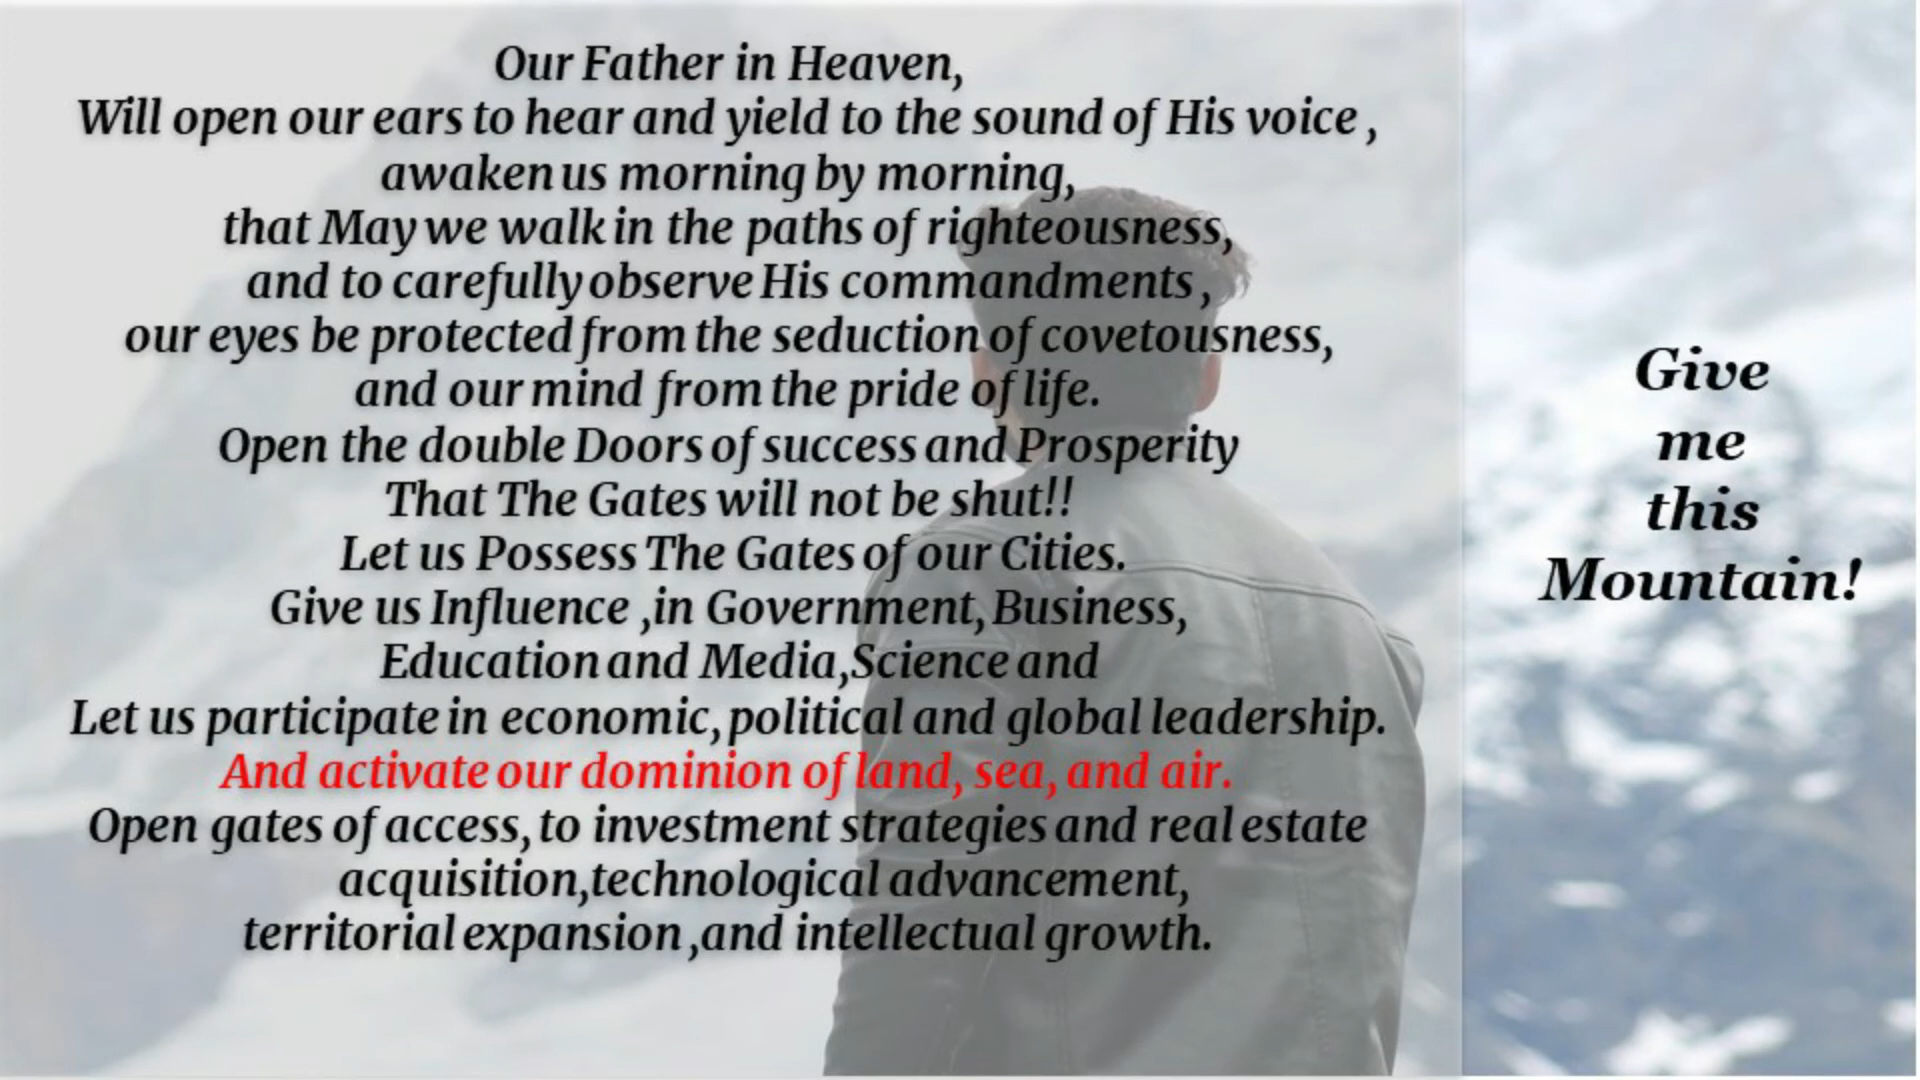 Our Father in Heaven,
Will open our ears to hear and yield to the sound of His voice ,
awaken us morning by morning,
that May we walk in the paths of righteousness,
and to carefully observe His commandments ,
our eyes be protected from the seduction of covetousness,
and our mind from the pride of life.
Open the double Doors of success and Prosperity
That The Gates will not be shut!!
Let us Possess The Gates of our Cities.
Give us Influence ,in Government, Business,
Education and Media,Science and
Let us participate in economic, political and global leadership.
And activate our dominion of land, sea, and air.
Open gates of access, to investment strategies and real estate
acquisition,technological advancement,
territorial expansion ,and intellectual growth.
Give
me
this
Mountain!